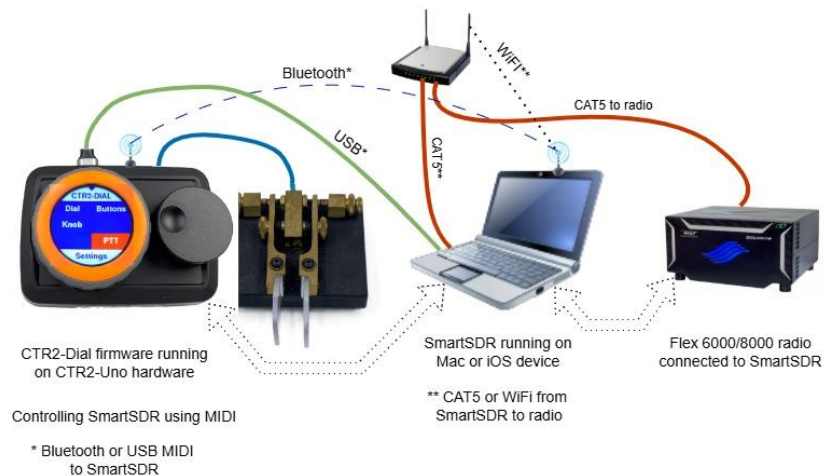 Bluetooth*
WiFi**
CAT5 to radio
USB*
CAT5**
CTR2-DIAL
Dial Buttons
Knob
PTT
Settings
CTR2-Dial firmware running
on CTR2-Uno hardware
Controlling SmartSDR using MIDI
* Bluetooth or USB MIDI
to SmartSDR
SmartSDR running on
Mac or iOS device
** CAT5 or WiFi from
SmartSDR to radio
Flex 6000/8000 radio
connected to SmartSDR